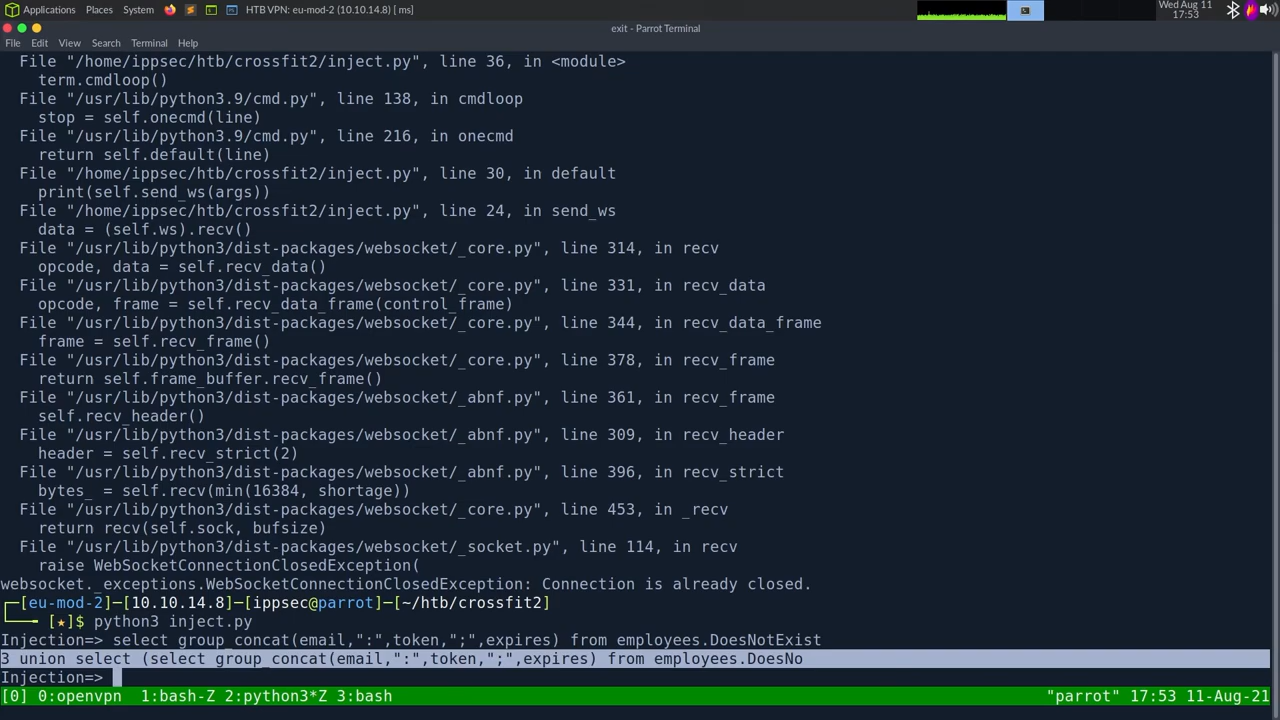 Applications Places System HTB VPN: eu-mod-2 (10.10.14.8) [ ms] Wed Aug 11 17:53
exit - Parrot Terminal
File Edit View Search Terminal Help
File "/home/ippsec/htb/crossfit2/inject.py", line 36, in <module>
term.cmdloop()
File "/usr/lib/python3.9/cmd.py", line 138, in cmdloop
stop = self.onecmd(line)
File "/usr/lib/python3.9/cmd.py", line 216, in onecmd
return self.default(line)
File "/home/ippsec/htb/crossfit2/inject.py", line 30, in default
print(self.send_ws(args))
File "/home/ippsec/htb/crossfit2/inject.py", line 24, in send_ws
data = (self.ws).recv()
File "/usr/lib/python3/dist-packages/websocket/_core.py", line 314, in recv
opcode, data = self.recv_data()
File "/usr/lib/python3/dist-packages/websocket/_core.py", line 331, in recv_data
opcode, frame = self.recv_data_frame(control_frame)
File "/usr/lib/python3/dist-packages/websocket/_core.py", line 344, in recv_data_frame
frame = self.recv_frame()
File "/usr/lib/python3/dist-packages/websocket/_core.py", line 378, in recv_frame
return self.frame_buffer.recv_frame()
File "/usr/lib/python3/dist-packages/websocket/_abnf.py", line 361, in recv_frame
self.recv_header()
File "/usr/lib/python3/dist-packages/websocket/_abnf.py", line 309, in recv_header
header = self.recv_strict(2)
File "/usr/lib/python3/dist-packages/websocket/_abnf.py", line 396, in recv_strict
bytes_ = self.recv(min(16384, shortage))
File "/usr/lib/python3/dist-packages/websocket/_core.py", line 453, in _recv
return recv(self.sock, bufsize)
File "/usr/lib/python3/dist-packages/websocket/_socket.py", line 114, in recv
raise WebSocketConnectionClosedException(
websocket._exceptions.WebSocketConnectionClosedException: Connection is already closed.
┌─[eu-mod-2]─[10.10.14.8]─[ippsec@parrot]─[~/htb/crossfit2]
└──╼ [★]$ python3 inject.py
Injection=> select group_concat(email,":",token,";",expires) from employees.DoesNotExist
3 union select (select group_concat(email,":",token,";",expires) from employees.DoesNo
Injection=>
[0] 0:openvpn 1:bash-Z 2:python3*Z 3:bash "parrot" 17:53 11-Aug-21